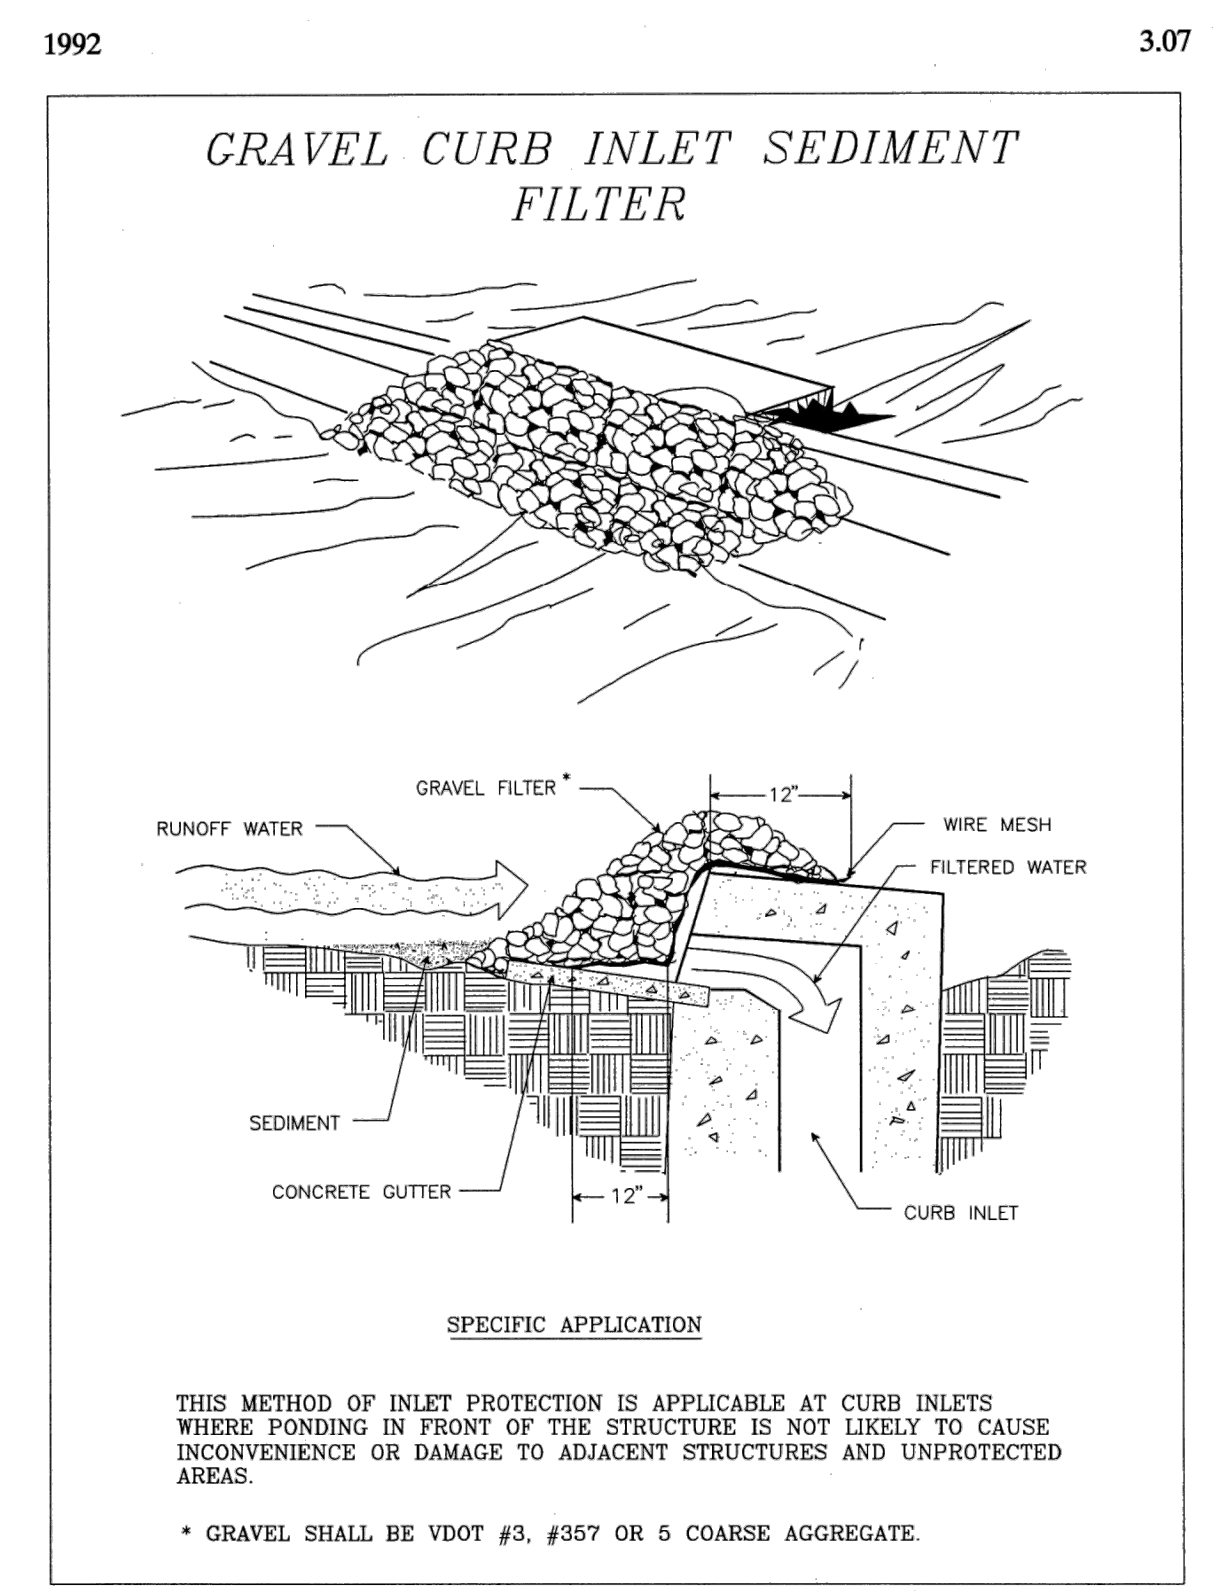 1992
3.07
GRAVEL CURB INLET SEDIMENT
FILTER
GRAVEL FILTER*
12"
RUNOFF WATER
WIRE MESH
FILTERED WATER
SEDIMENT
CONCRETE GUTTER
12"
CURB INLET
SPECIFIC APPLICATION
THIS METHOD OF INLET PROTECTION IS APPLICABLE AT CURB INLETS
WHERE PONDING IN FRONT OF THE STRUCTURE IS NOT LIKELY TO CAUSE
INCONVENIENCE OR DAMAGE TO ADJACENT STRUCTURES AND UNPROTECTED
AREAS.
* GRAVEL SHALL BE VDOT #3, #357 OR 5 COARSE AGGREGATE.